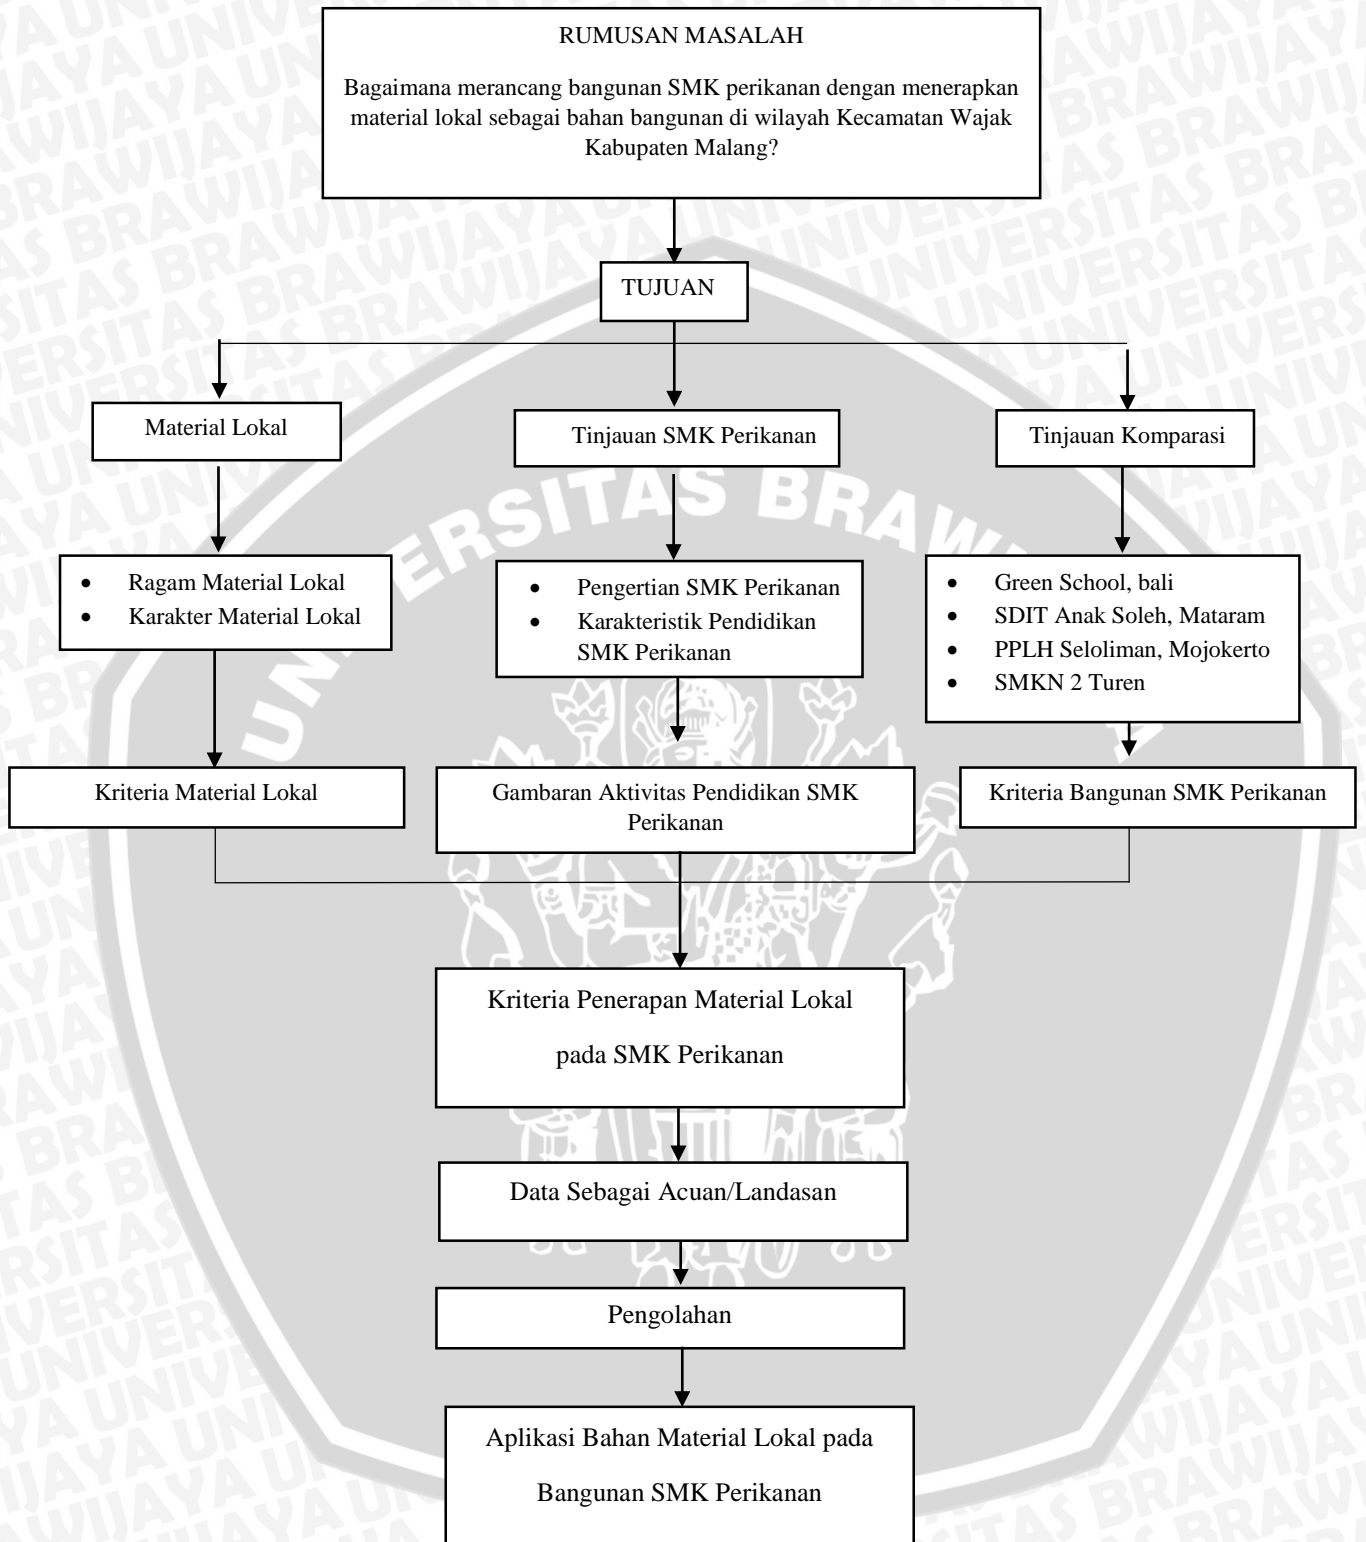 RUMUSAN MASALAH
Bagaimana merancang bangunan SMK perikanan dengan menerapkan
material lokal sebagai bahan bangunan di wilayah Kecamatan Wajak
Kabupaten Malang?
TUJUAN
Material Lokal
Tinjauan SMK Perikanan
Tinjauan Komparasi
• Ragam Material Lokal
• Karakter Material Lokal
• Pengertian SMK Perikanan
• Karakteristik Pendidikan
SMK Perikanan
• Green School, bali
• SDIT Anak Soleh, Mataram
• PPLH Seloliman, Mojokerto
• SMKN 2 Turen
Kriteria Material Lokal
Gambaran Aktivitas Pendidikan SMK
Perikanan
Kriteria Bangunan SMK Perikanan
Kriteria Penerapan Material Lokal
pada SMK Perikanan
Data Sebagai Acuan/Landasan
Pengolahan
Aplikasi Bahan Material Lokal pada
Bangunan SMK Perikanan